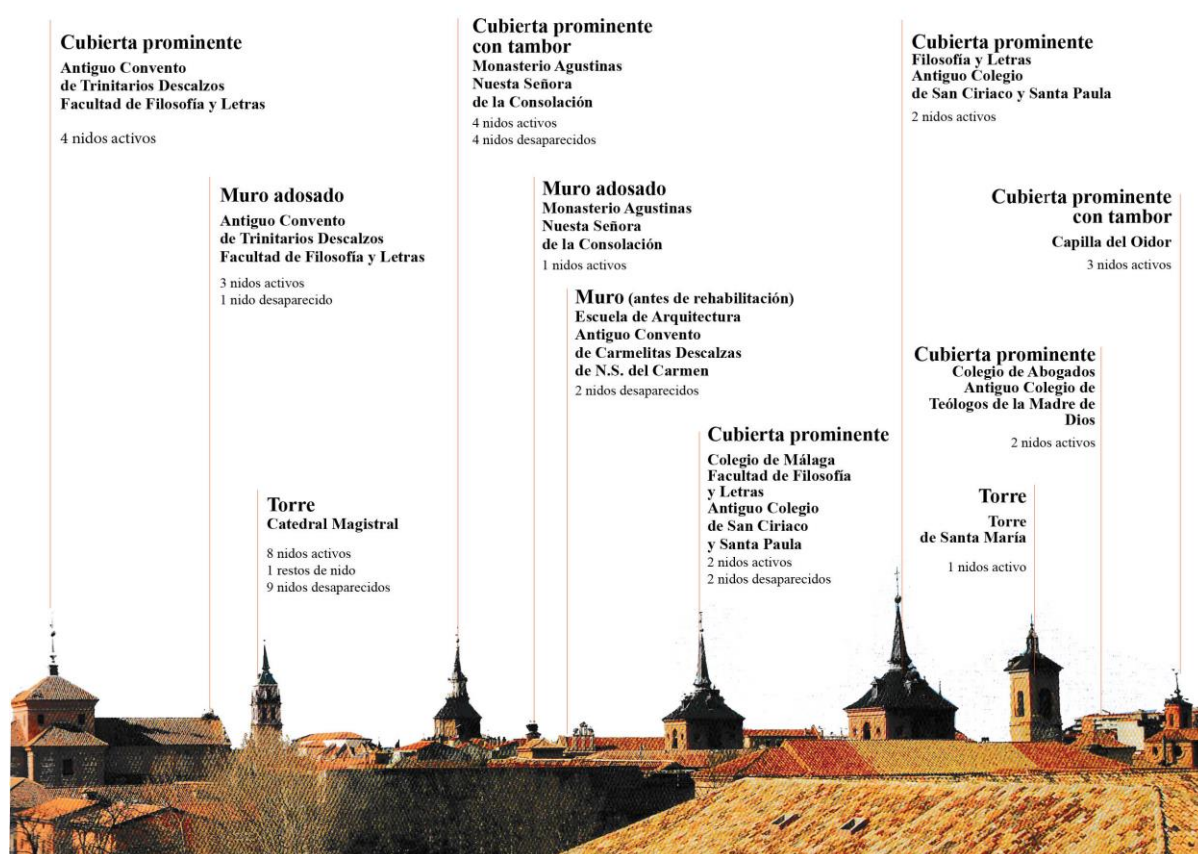 Cubierta prominente
Antiguo Convento
de Trinitarios Descalzos
Facultad de Filosofía y Letras
4 nidos activos
Muro adosado
Antiguo Convento
de Trinitarios Descalzos
Facultad de Filosofía y Letras
3 nidos activos
1 nido desaparecido
Torre
Catedral Magistral
8 nidos activos
1 restos de nido
9 nidos desaparecidos
Cubierta prominente
con tambor
Monasterio Agustinas
Nuesta Señora
de la Consolación
4 nidos activos
4 nidos desaparecidos
Muro adosado
Monasterio Agustinas
Nuesta Señora
de la Consolación
1 nidos activos
Muro (antes de rehabilitación)
Escuela de Arquitectura
Antiguo Convento
de Carmelitas Descalzas
de N.S. del Carmen
2 nidos desaparecidos
Cubierta prominente
Colegio de Málaga
Facultad de Filosofía
y Letras
Antiguo Colegio
de San Ciriaco
y Santa Paula
2 nidos activos
2 nidos desaparecidos
Cubierta prominente
Filosofía y Letras
Antiguo Colegio
de San Ciriaco y Santa Paula
2 nidos activos
Cubierta prominente
con tambor
Capilla del Oidor
3 nidos activos
Cubierta prominente
Colegio de Abogados
Antiguo Colegio de
Teólogos de la Madre de
Dios
2 nidos activos
Torre
Torre
de Santa María
1 nidos activo